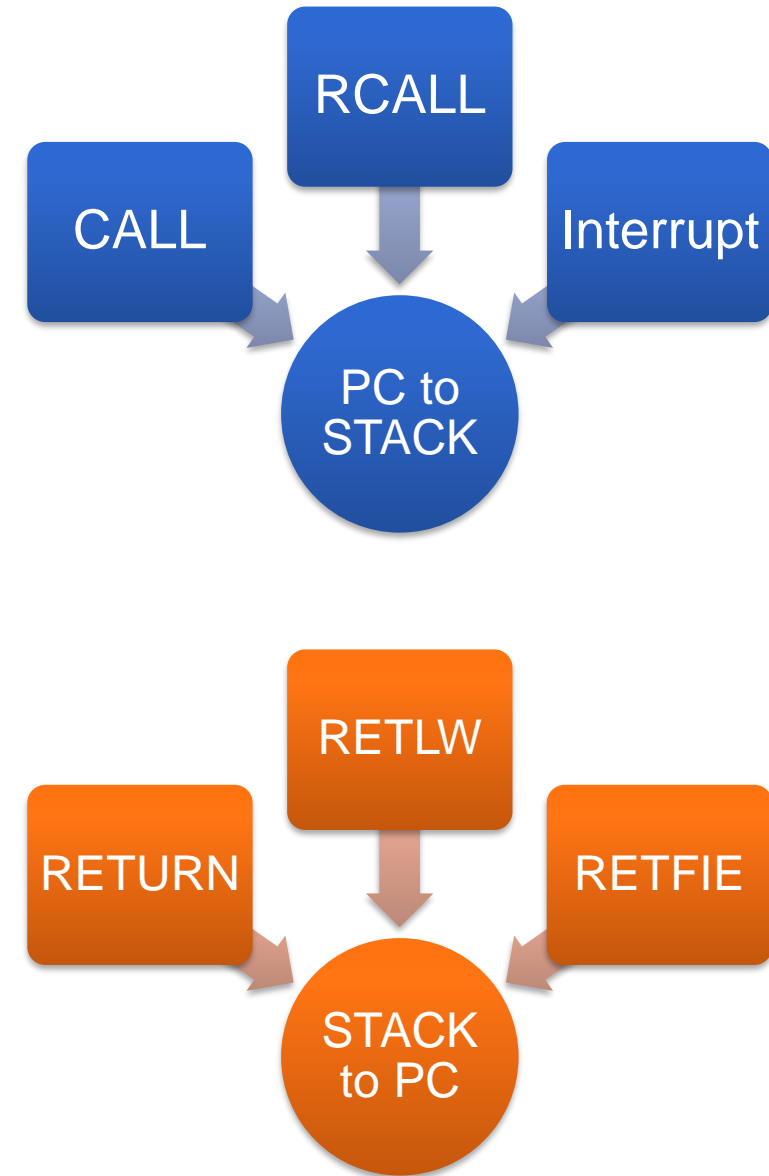 RCALL
CALL
Interrupt
PC to
STACK
RETLW
RETURN
RETFIE
STACK
to PC